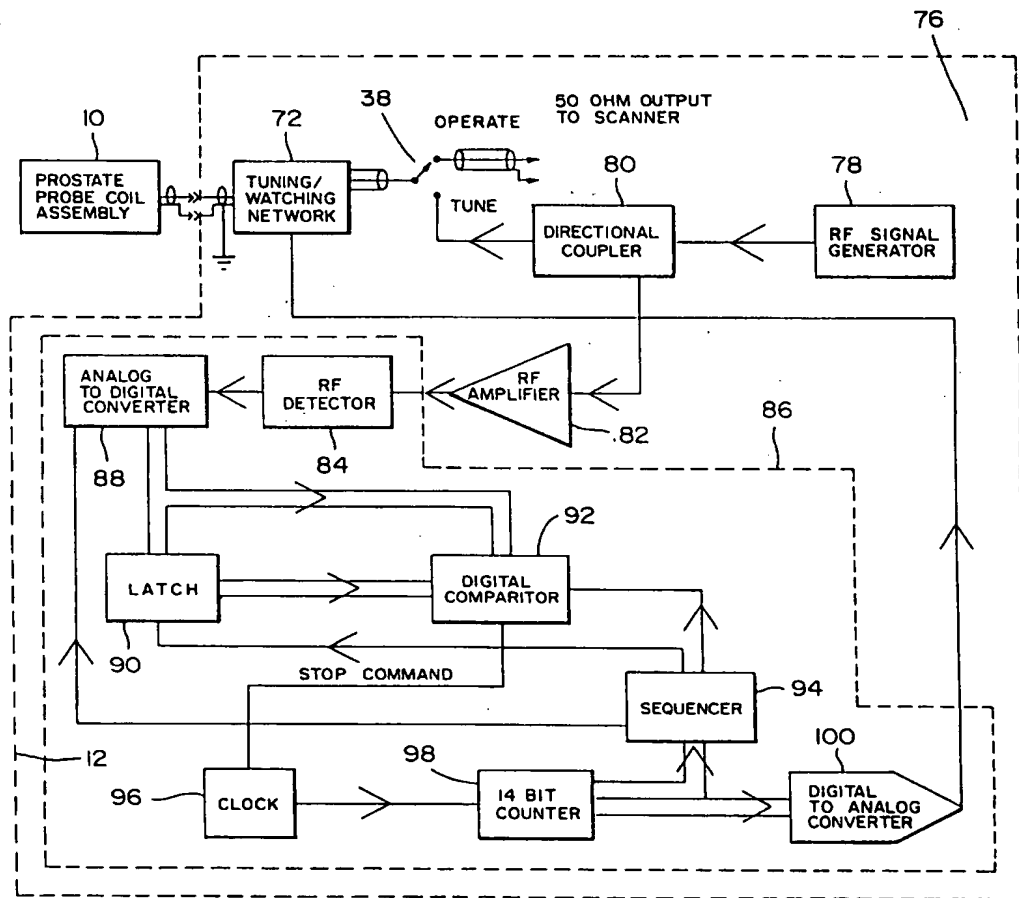 76
10
72
38
OPERATE
50 OHM OUTPUT
TO SCANNER
80
78
PROSTATE
PROBE COIL
ASSEMBLY
TUNING/
WATCHING
NETWORK
TUNE
DIRECTIONAL
COUPLER
RF SIGNAL
GENERATOR
ANALOG
TO DIGITAL
CONVERTER
RF
DETECTOR
RF
AMPLIFIER
88
84
.82
86
92
LATCH
DIGITAL
COMPARITOR
90
STOP COMMAND
94
SEQUENCER
12
96
98
100
CLOCK
14 BIT
COUNTER
DIGITAL
TO ANALOG
CONVERTER